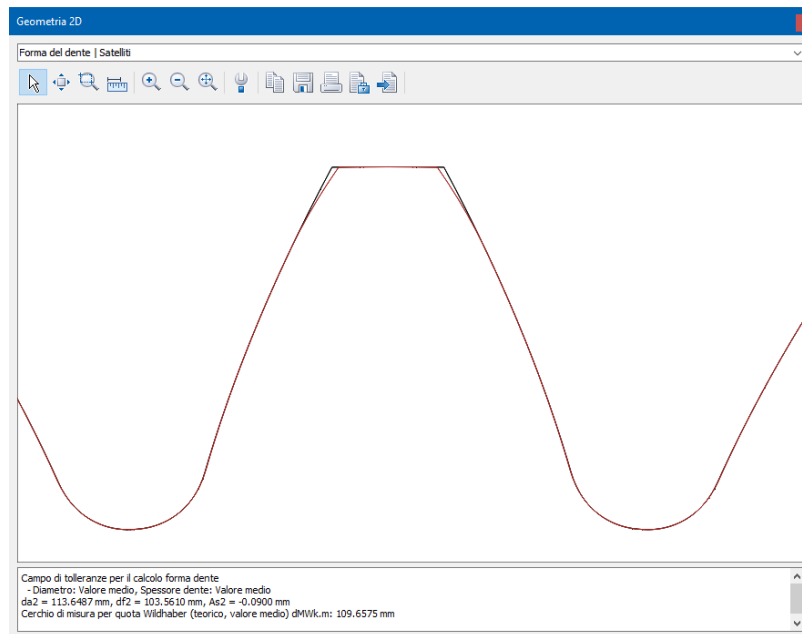 Geometria 2D
Forma del dente | Satelliti
Campo di tolleranze per il calcolo forma dente
- Diametro: Valore medio, Spessore dente: Valore medio
da2 = 113.6487 mm, df2 = 103.5610 mm, As2 = -0.0900 mm
Cerchio di misura per quota Wildhaber (teorico, valore medio) dMWk.m: 109.6575 mm